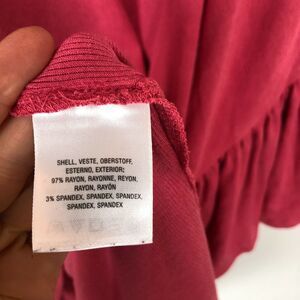 SHELL, VESTE, OBERSTOFF,
ESTERNO, EXTERIOR:
97% RAYON, RAYONNE, REYON,
RAYON, RAYÓN
3% SPANDEX, SPANDEX, SPANDEX,
SPANDEX, SPANDEX